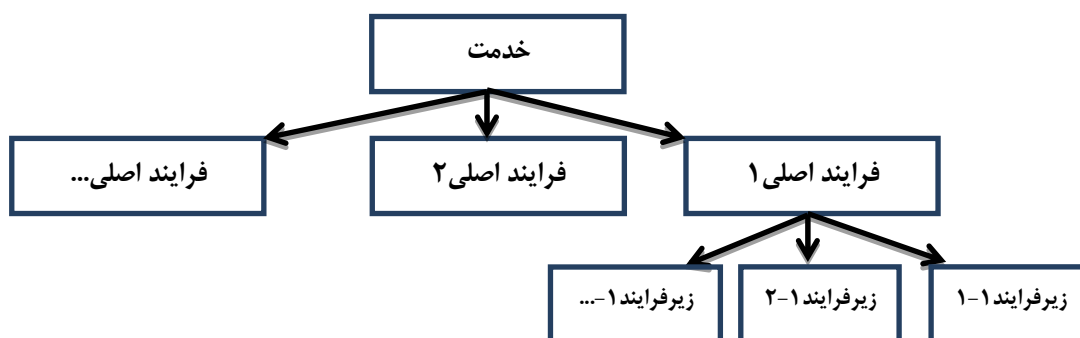 خدمت
فرایند اصلی۱
فرایند اصلی۲
فرایند اصلی...
زیرفرایند۱-۱
زیرفرایند۱-۲
زیرفرایند۱-...